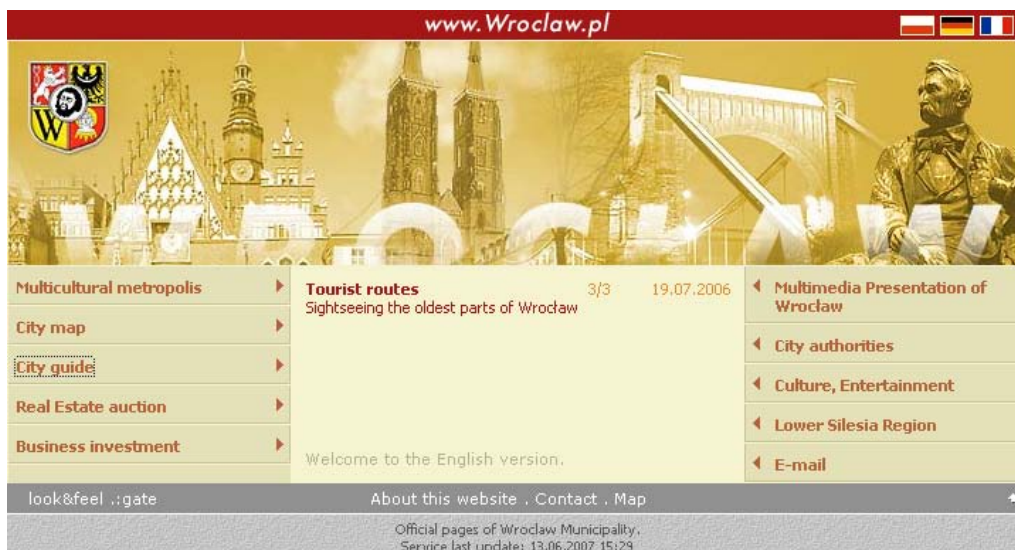 www.Wroclaw.pl
W
WROCŁAW
Multicultural metropolis
City map
City guide
Real Estate auction
Business investment
Tourist routes 3/3 19.07.2006
Sightseeing the oldest parts of Wrocław
Welcome to the English version.
Multimedia Presentation of
Wrocław
City authorities
Culture, Entertainment
Lower Silesia Region
E-mail
look&feel .:gate
About this website . Contact . Map
Official pages of Wroclaw Municipality.
Service last update: 13.06.2007 15:29